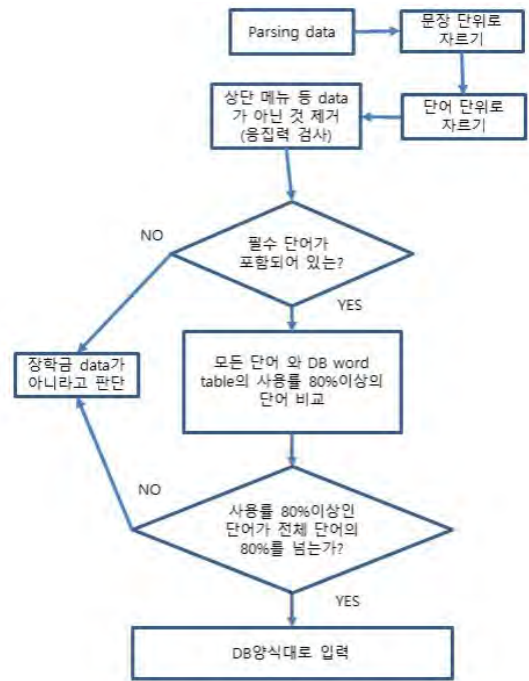 Parsing data
문장 단위로
자르기
단어 단위로
자르기
상단 메뉴 등 data
가 아닌 것 제거
(응집력 검사)
필수 단어가
포함되어 있는?
NO
YES
장학금 data가
아니라고 판단
모든 단어 와 DB word
table의 사용률 80%이상의
단어 비교
사용률 80%이상인
단어가 전체 단어의
80%를 넘는가?
NO
YES
DB양식대로 입력